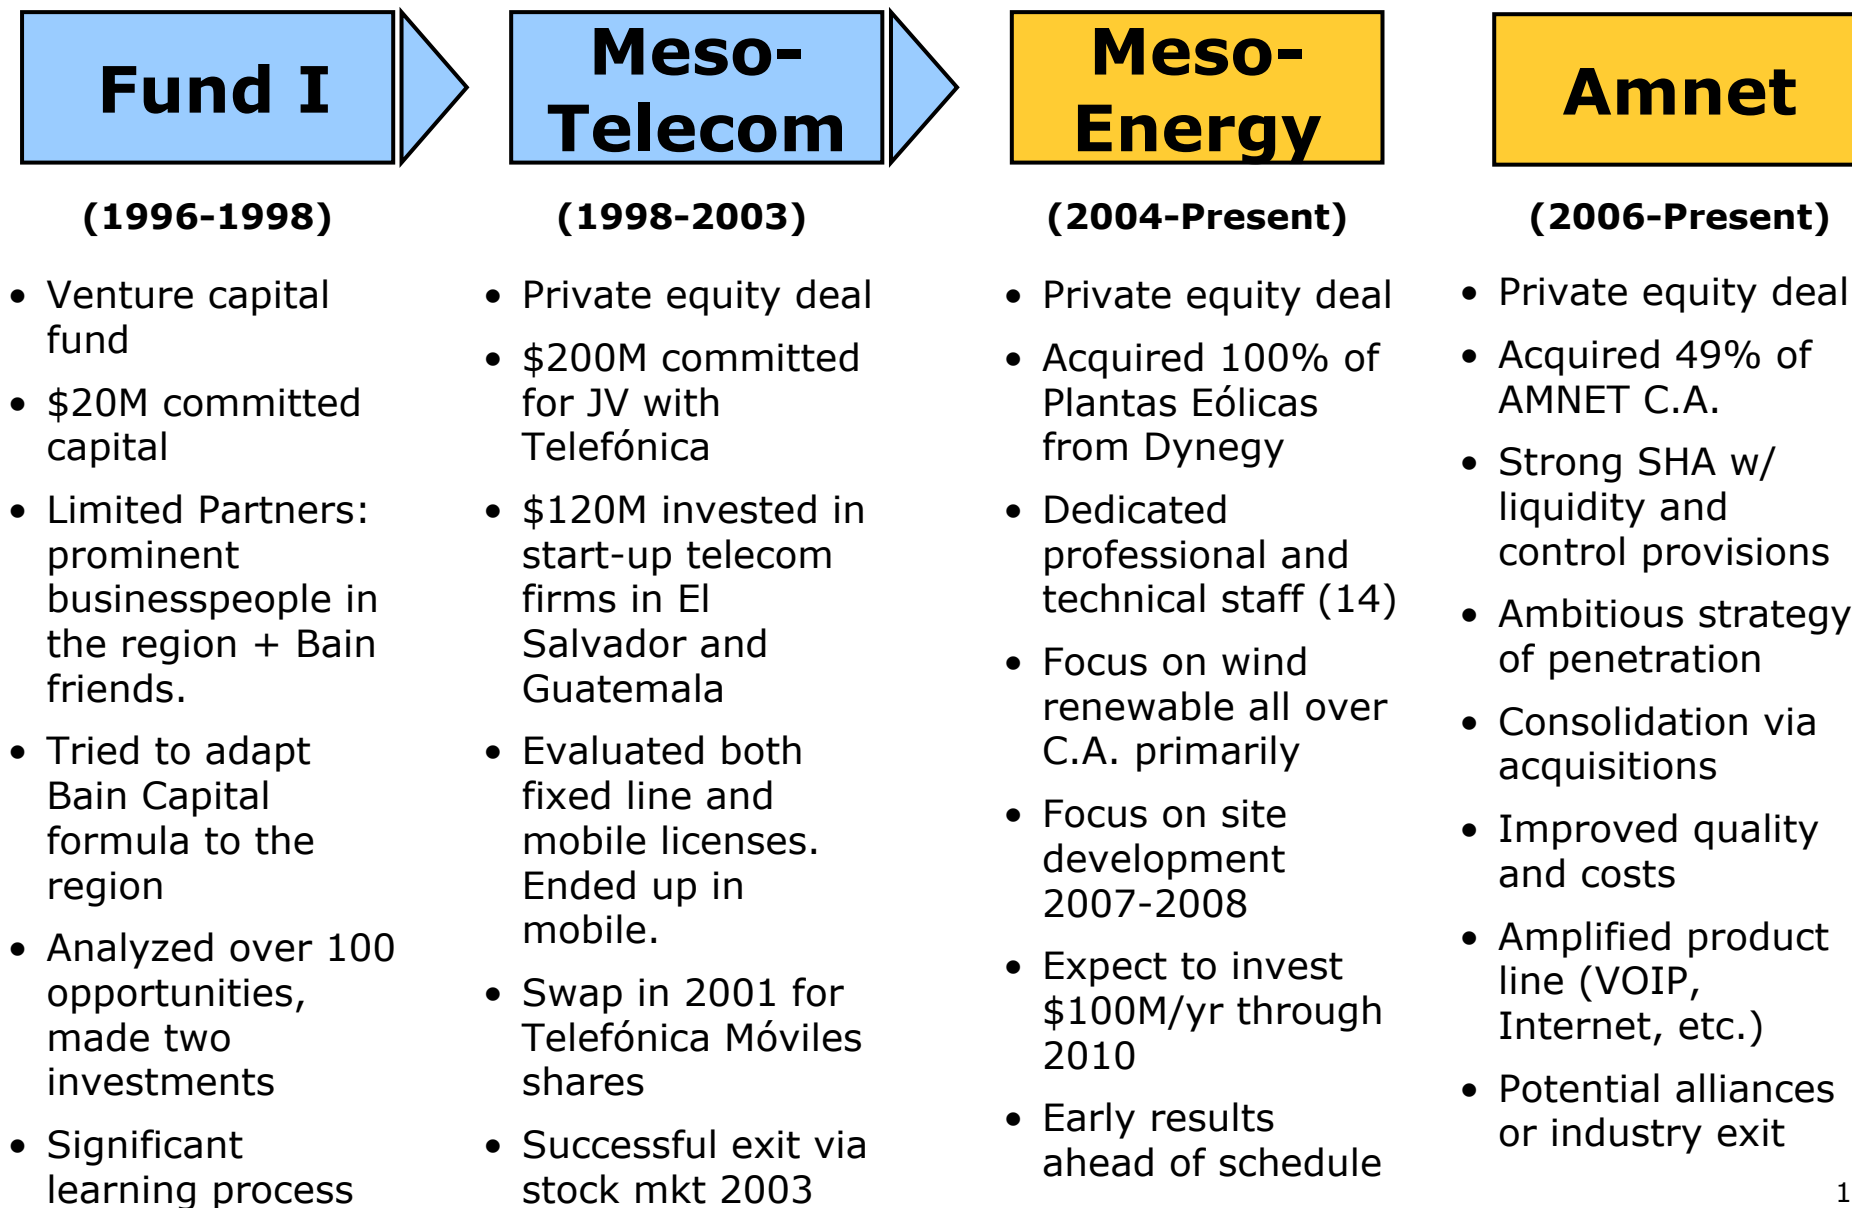 Fund I
(1996-1998)
• Venture capital
fund
• $20M committed
capital
• Limited Partners:
prominent
businesspeople in
the region + Bain
friends.
• Tried to adapt
Bain Capital
formula to the
region
• Analyzed over 100
opportunities,
made two
investments
• Significant
learning process
Meso-
Telecom
(1998-2003)
• Private equity deal
• $200M committed
for JV with
Telefónica
• $120M invested in
start-up telecom
firms in El
Salvador and
Guatemala
• Evaluated both
fixed line and
mobile licenses.
Ended up in
mobile.
• Swap in 2001 for
Telefónica Móviles
shares
• Successful exit via
stock mkt 2003
Meso-
Energy
(2004-Present)
• Private equity deal
• Acquired 100% of
Plantas Eólicas
from Dynegy
• Dedicated
professional and
technical staff (14)
• Focus on wind
renewable all over
C.A. primarily
• Focus on site
development
2007-2008
• Expect to invest
$100M/yr through
2010
• Early results
ahead of schedule
Amnet
(2006-Present)
• Private equity deal
• Acquired 49% of
AMNET C.A.
• Strong SHA w/
liquidity and
control provisions
• Ambitious strategy
of penetration
• Consolidation via
acquisitions
• Improved quality
and costs
• Amplified product
line (VOIP,
Internet, etc.)
• Potential alliances
or industry exit
1